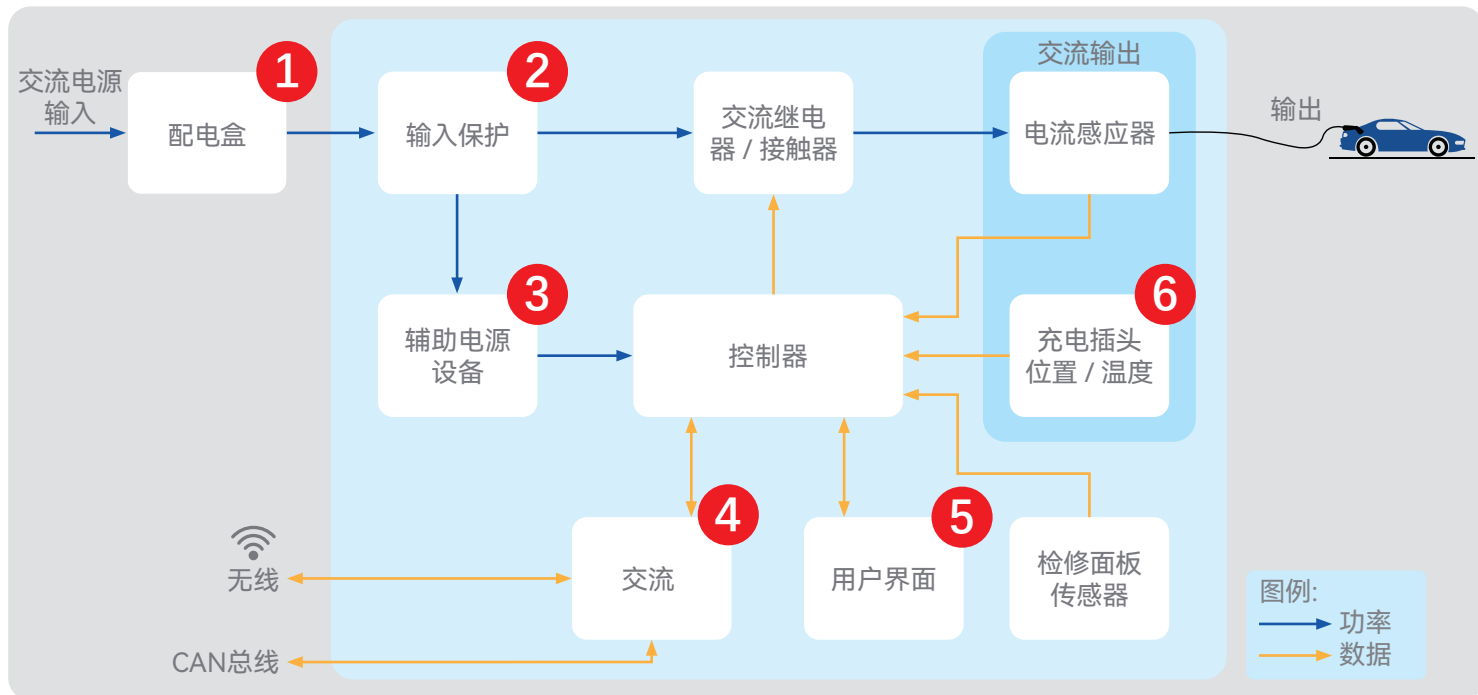 交流电源
输入
配电盒
1
输入保护
2
交流继电
器 / 接触器
交流输出
电流感应器
输出
辅助电源
设备
3
控制器
充电插头
位置 / 温度
6
无线
CAN总线
交流
4
用户界面
5
检修面板
传感器
图例:
功率
数据